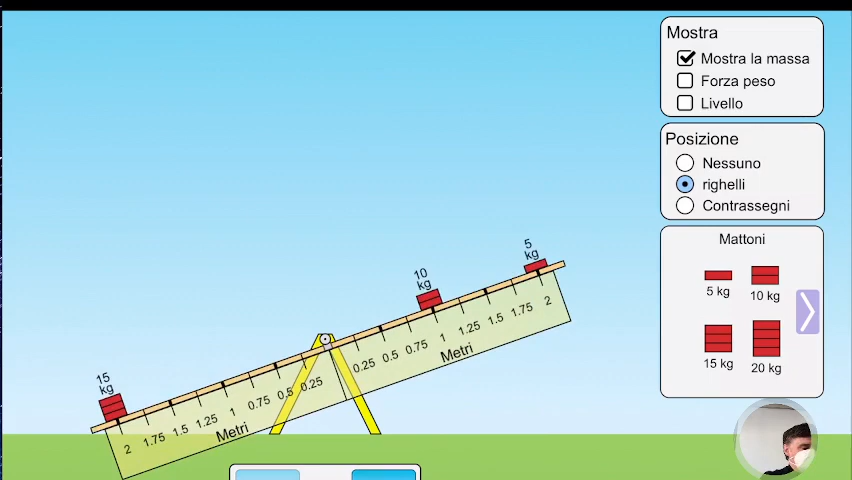 Mostra
Mostra la massa
Forza peso
Livello
Posizione
Nessuno
righelli
Contrassegni
Mattoni
5 kg
10 kg
15 kg
20 kg
5
kg
10
kg
15
kg
2 1.75 1.5 1.25 1 0.75 0.5 0.25
Metri
0.25 0.5 0.75 1 1.25 1.5 1.75 2
Metri